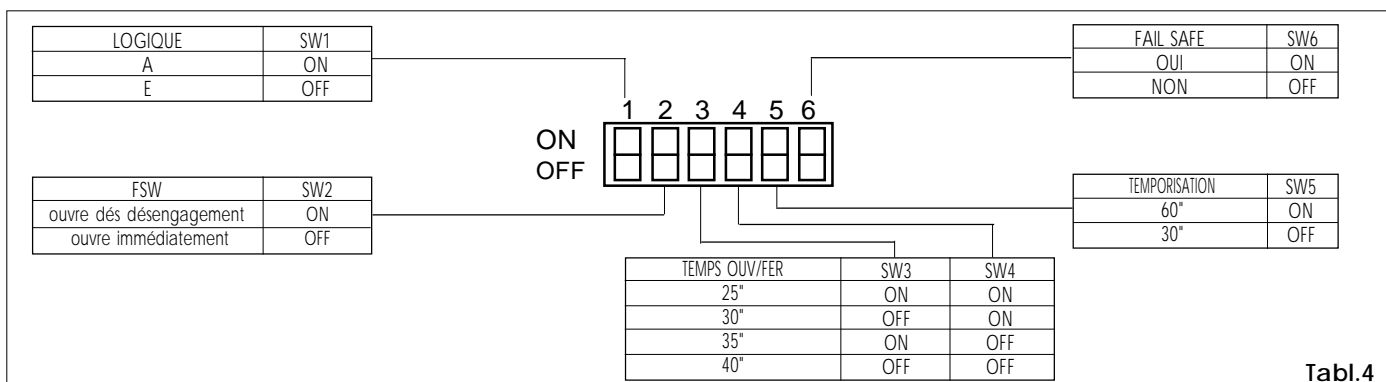 LOGIQUE SW1
A ON
E OFF
FAIL SAFE SW6
OUI ON
NON OFF
1 2 3 4 5 6
ON
OFF
FSW SW2
ouvre dés désengagement ON
ouvre immédiatement OFF
TEMPORISATION SW5
60" ON
30" OFF
TEMPS OUV/FER SW3 SW4
25" ON ON
30" OFF ON
35" ON OFF
40" OFF OFF
Tabl.4